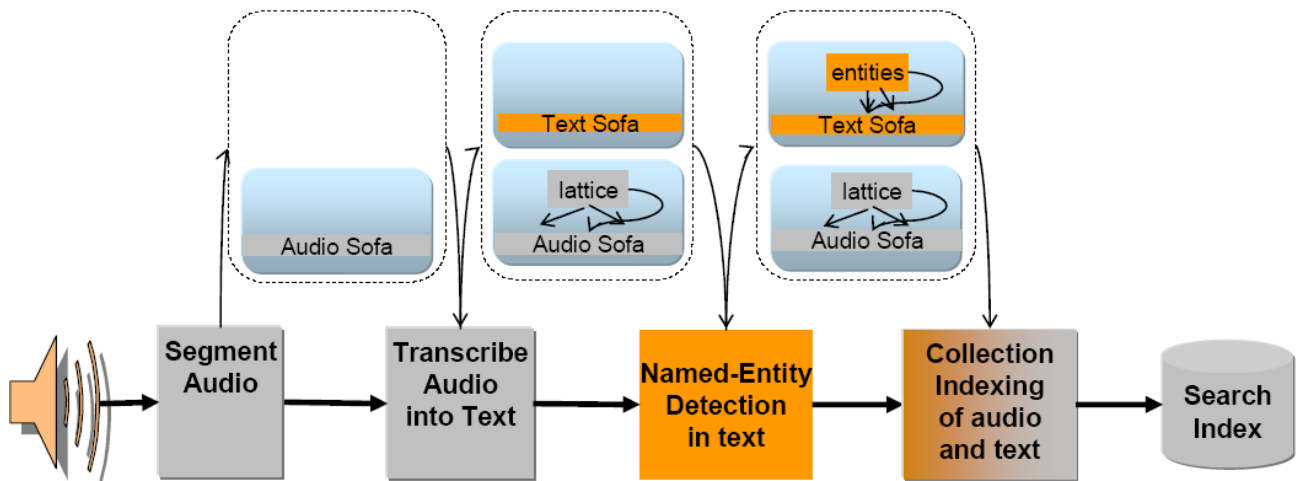 entities
Text Sofa
Text Sofa
lattice
lattice
Audio Sofa
Audio Sofa
Audio Sofa
Segment
Audio
Transcribe
Audio
into Text
Named-Entity
Detection
in text
Collection
Indexing
of audio
and text
Search
Index